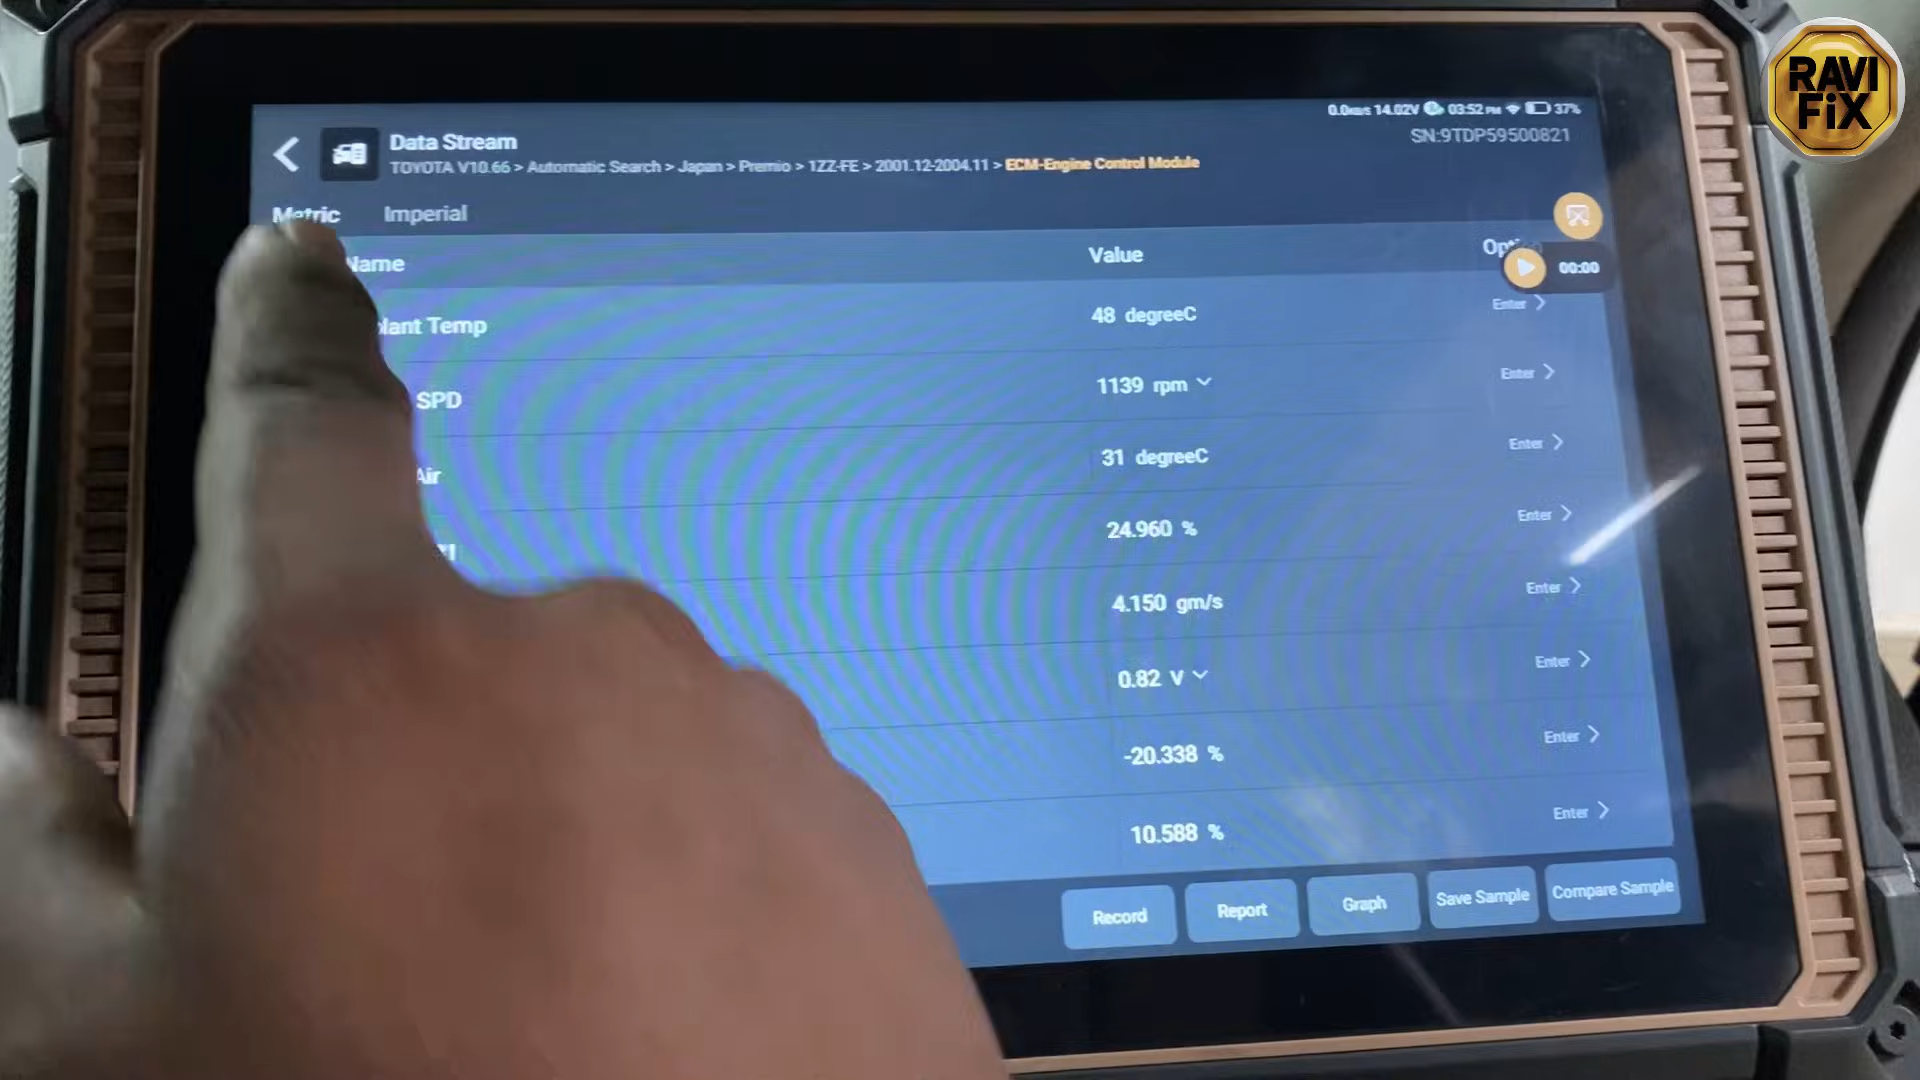 RAVI
FiX
0.0KM/S 14.02V 03:52 PM 37%
Data Stream
SN:9TDP59500821
TOYOTA V10.66 > Automatic Search > Japan > Premio > 1ZZ-FE > 2001.12-2004.11 > ECM-Engine Control Module
Metric Imperial
Name Value
00:00
lant Temp 48 degreeC Enter >
SPD 1139 rpm Enter >
Air 31 degreeC Enter >
24.960 % Enter >
4.150 gm/s Enter >
0.82 V Enter >
-20.338 % Enter >
10.588 % Enter >
Record Report Graph Save Sample Compare Sample